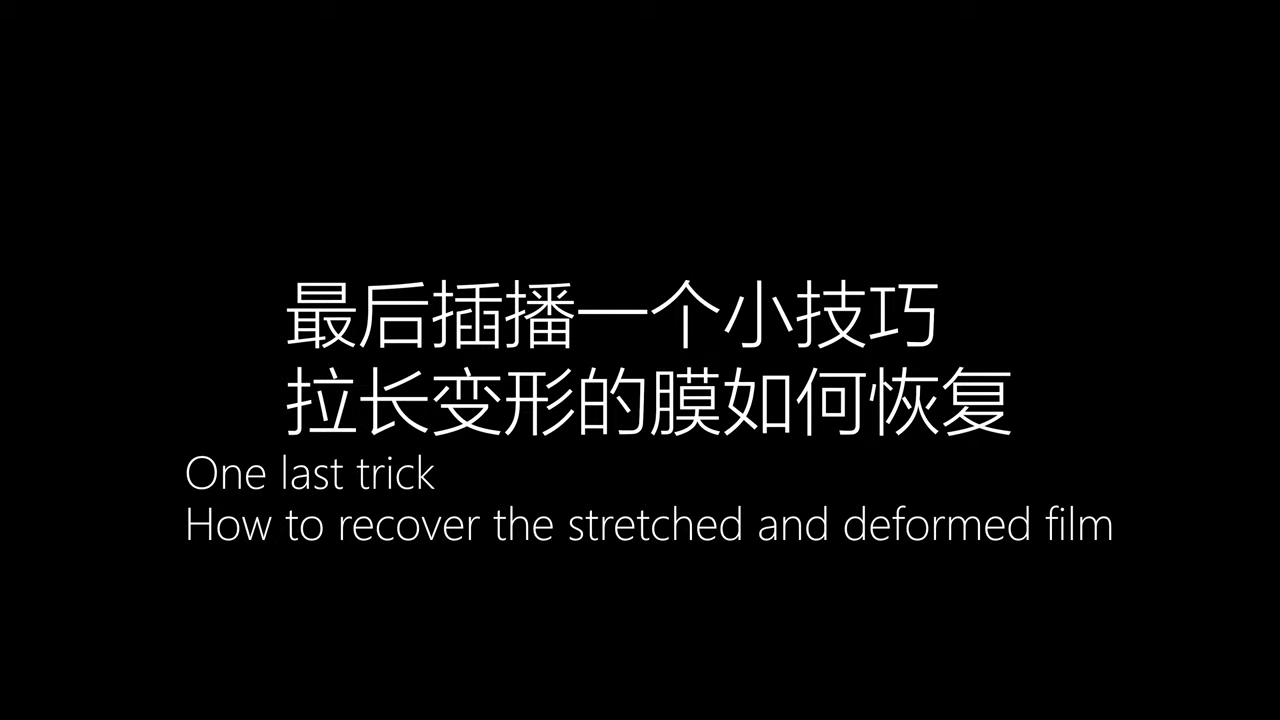 最后插播一个小技巧
拉长变形的膜如何恢复
One last trick
How to recover the stretched and deformed film